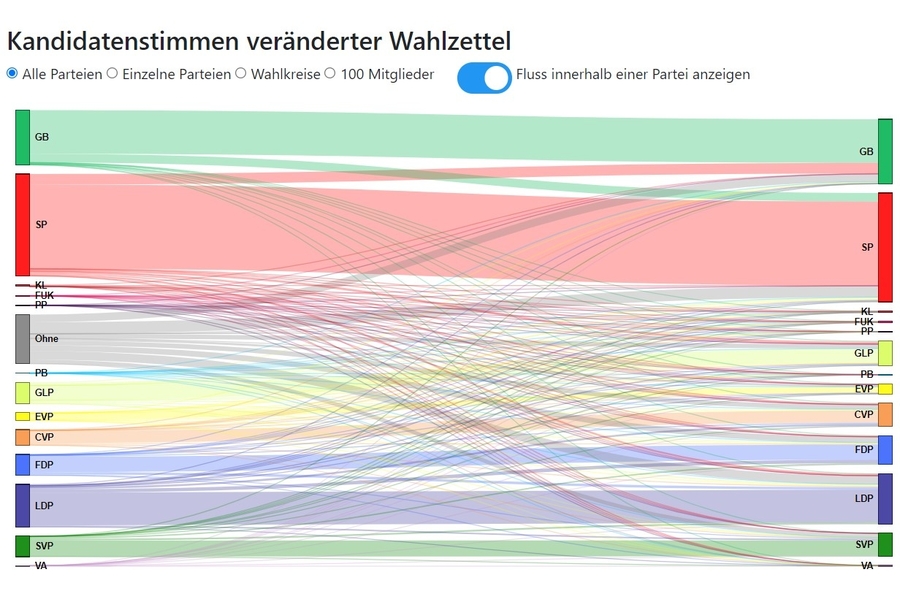 Kandidatenstimmen veränderter Wahlzettel
Alle Parteien Einzelne Parteien Wahlkreise 100 Mitglieder Fluss innerhalb einer Partei anzeigen
GB
SP
KL
FUK
PP
Ohne
PB
GLP
EVP
CVP
FDP
LDP
SVP
VA
GB
SP
KL
FUK
PP
GLP
PB
EVP
CVP
FDP
LDP
SVP
VA